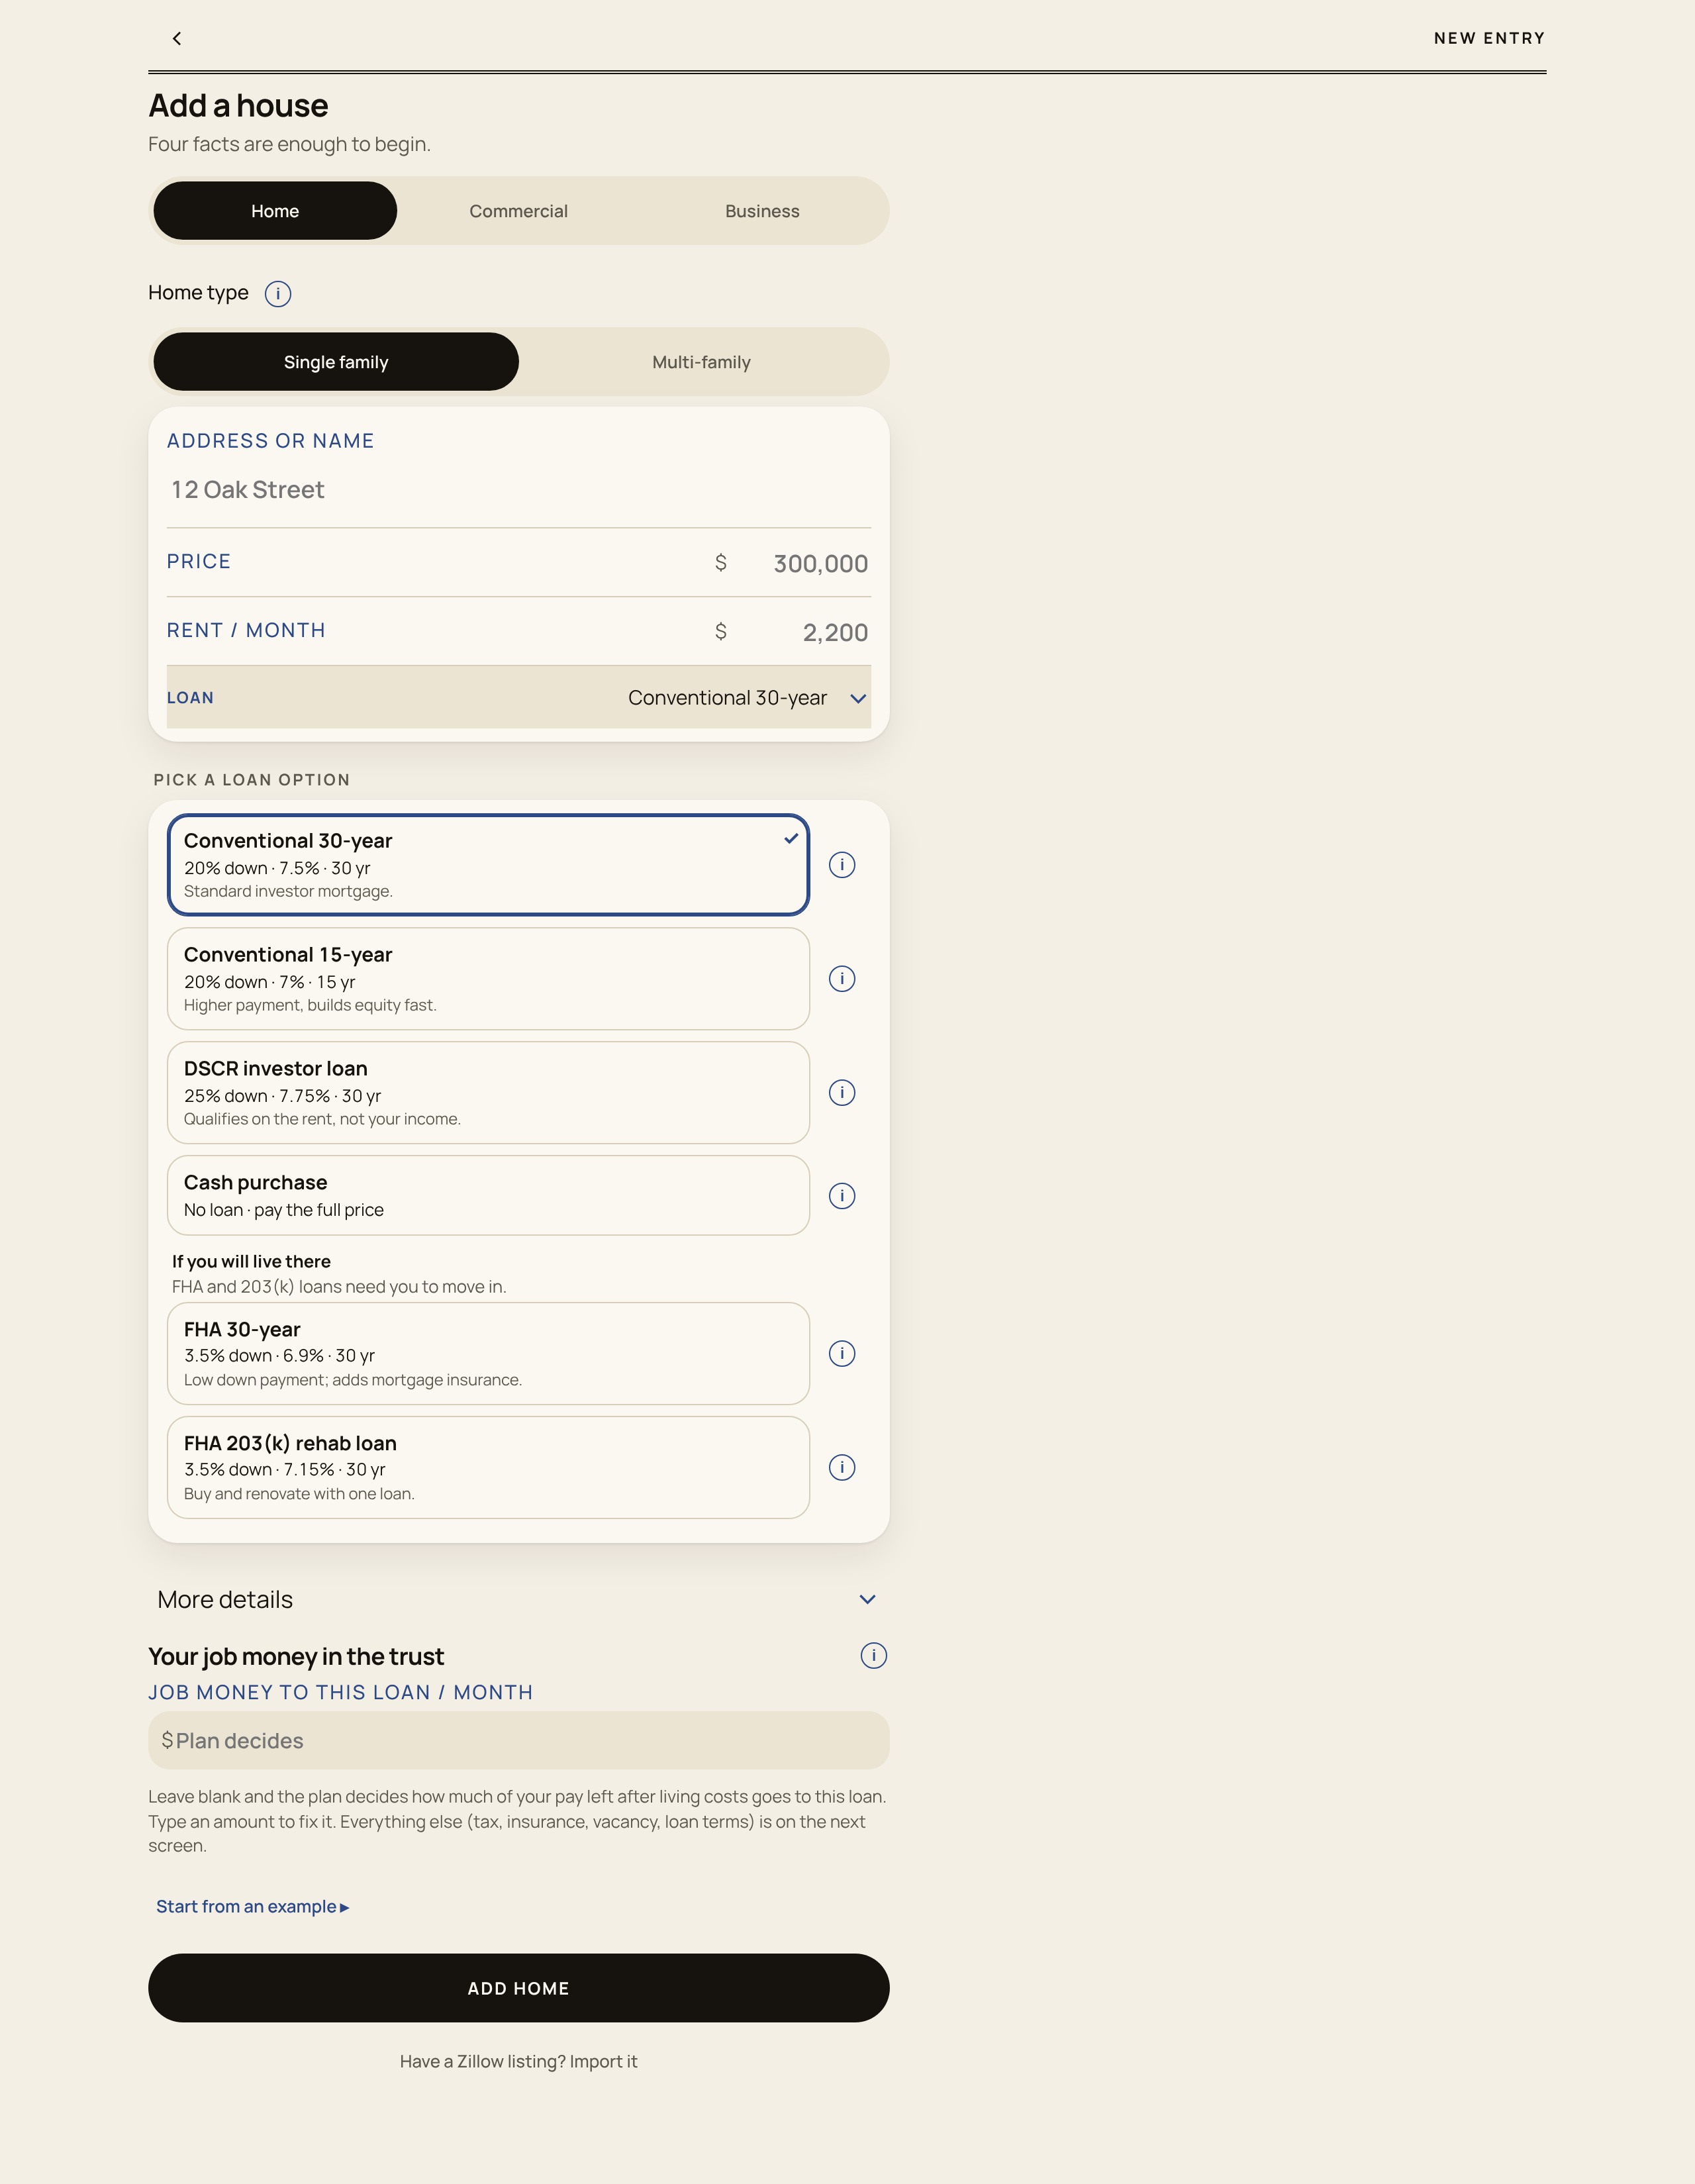 NEW ENTRY
Add a house
Four facts are enough to begin.
Home Commercial Business
Home type i
Single family Multi-family
ADDRESS OR NAME
12 Oak Street
PRICE $ 300,000
RENT / MONTH $ 2,200
LOAN Conventional 30-year
PICK A LOAN OPTION
Conventional 30-year
20% down · 7.5% · 30 yr
Standard investor mortgage.
i
Conventional 15-year
20% down · 7% · 15 yr
Higher payment, builds equity fast.
i
DSCR investor loan
25% down · 7.75% · 30 yr
Qualifies on the rent, not your income.
i
Cash purchase
No loan · pay the full price
i
If you will live there
FHA and 203(k) loans need you to move in.
FHA 30-year
3.5% down · 6.9% · 30 yr
Low down payment; adds mortgage insurance.
i
FHA 203(k) rehab loan
3.5% down · 7.15% · 30 yr
Buy and renovate with one loan.
i
More details
Your job money in the trust i
JOB MONEY TO THIS LOAN / MONTH
$ Plan decides
Leave blank and the plan decides how much of your pay left after living costs goes to this loan.
Type an amount to fix it. Everything else (tax, insurance, vacancy, loan terms) is on the next
screen.
Start from an example ▸
ADD HOME
Have a Zillow listing? Import it